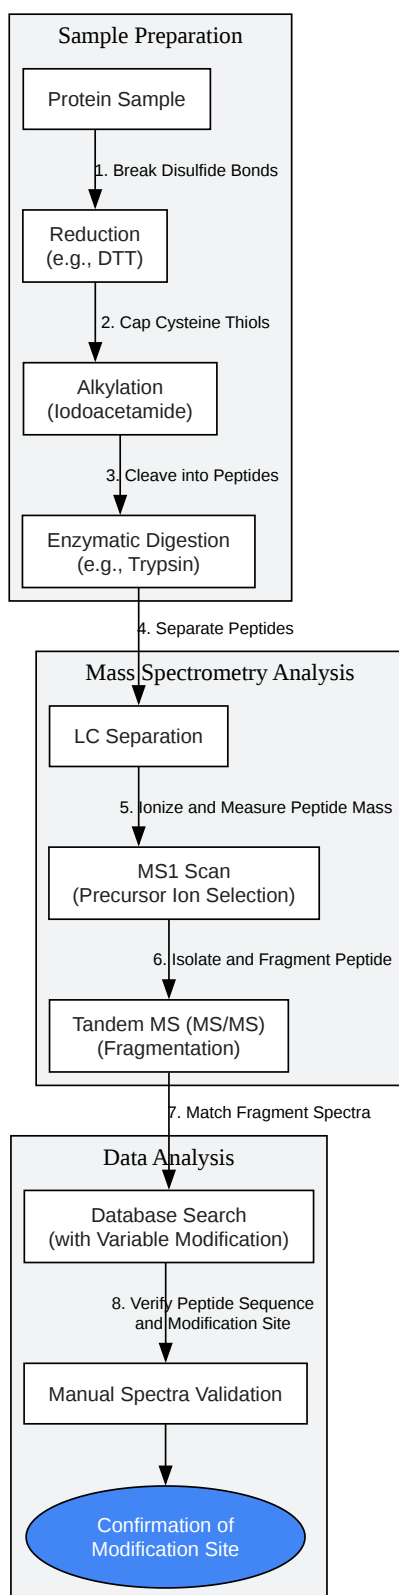 Sample Preparation
Protein Sample
1. Break Disulfide Bonds
Reduction
(e.g., DTT)
2. Cap Cysteine Thiols
Alkylation
(Iodoacetamide)
3. Cleave into Peptides
Enzymatic Digestion
(e.g., Trypsin)
4. Separate Peptides
Mass Spectrometry Analysis
LC Separation
5. Ionize and Measure Peptide Mass
MS1 Scan
(Precursor Ion Selection)
6. Isolate and Fragment Peptide
Tandem MS (MS/MS)
(Fragmentation)
7. Match Fragment Spectra
Data Analysis
Database Search
(with Variable Modification)
8. Verify Peptide Sequence
and Modification Site
Manual Spectra Validation
Confirmation of
Modification Site